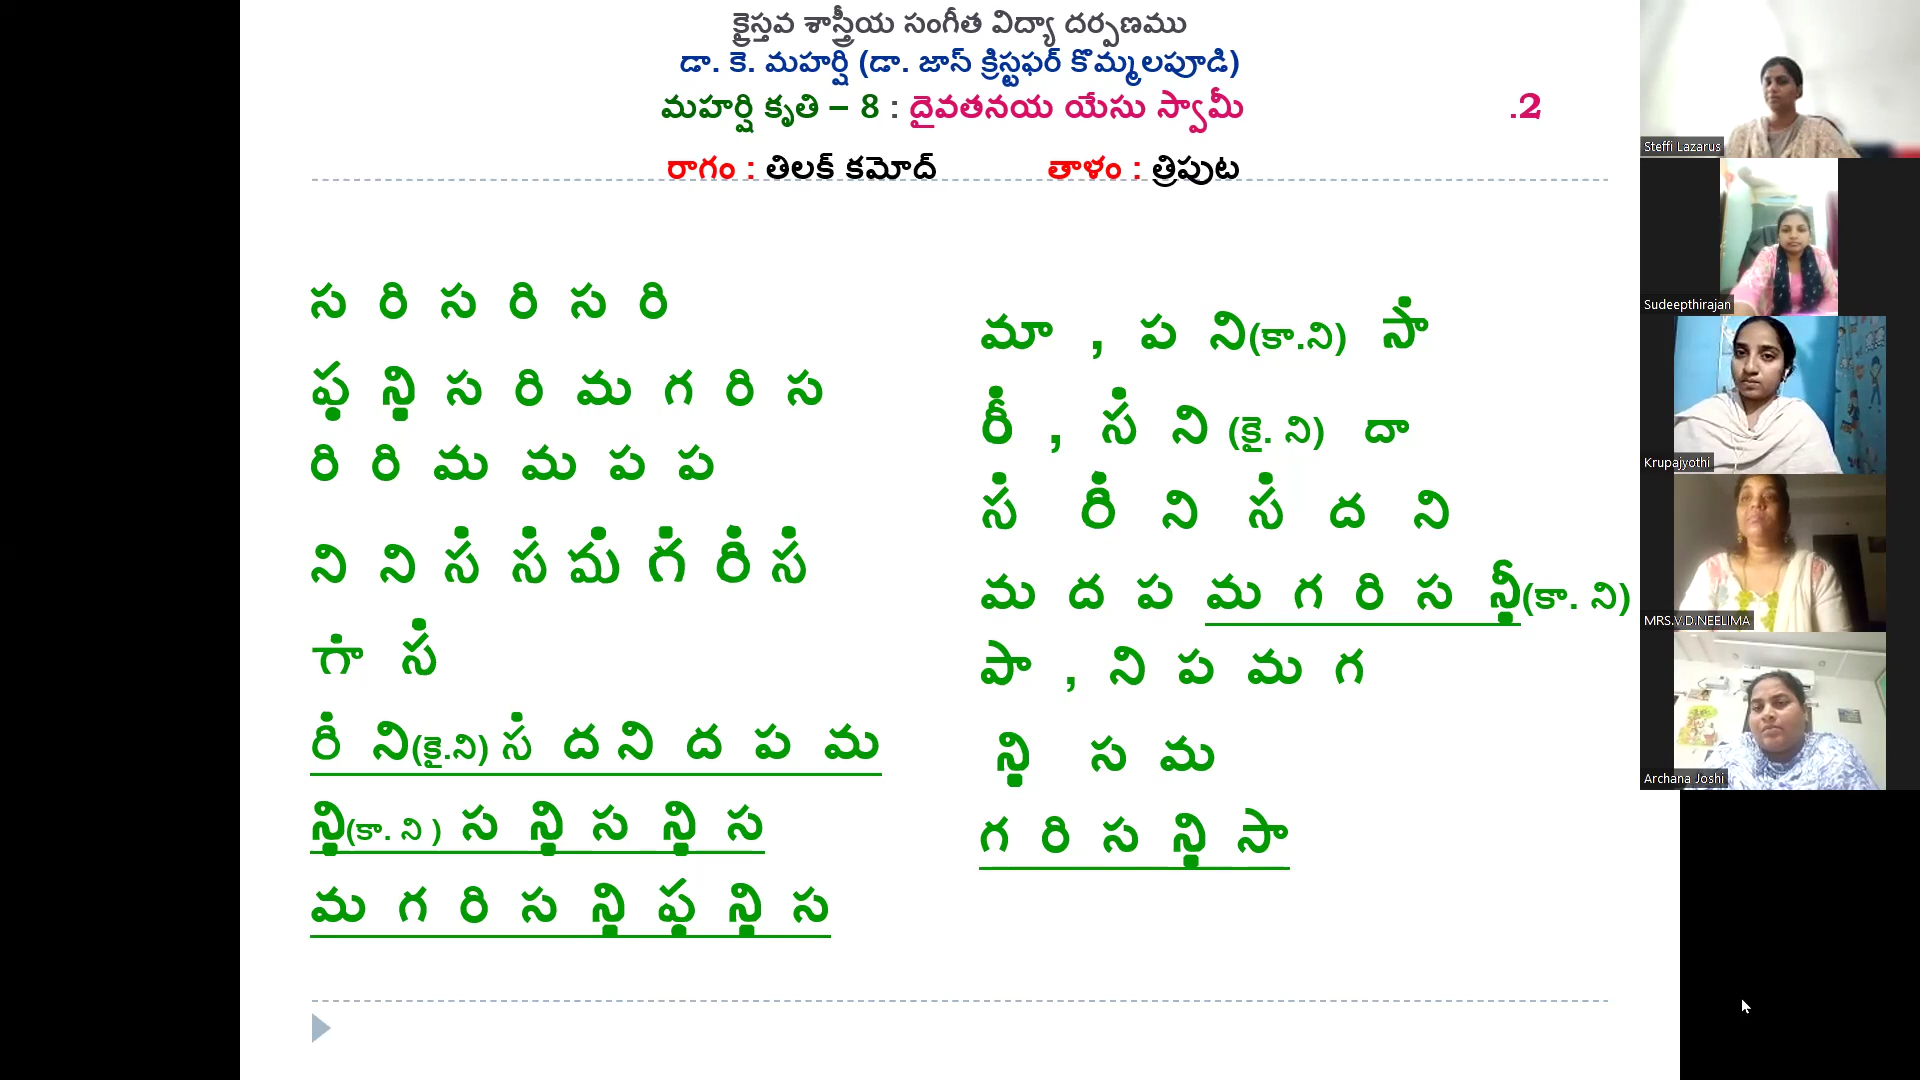 క్రైస్తవ శాస్త్రీయ సంగీత విద్యా దర్పణము
డా. కె. మహర్షి (డా. జాన్ క్రిస్టఫర్ కొమ్మలపూడి)
మహర్షి కృతి – 8 : దైవతనయ యేసు స్వామీ .2
రాగం : తిలక్ కమోద్ తాళం : త్రిపుట
స రి స రి స రి
ప̣ ని̣ స రి మ గ రి స
రి రి మ మ ప ప
ని ని స̇ స̇ మ̇ గ̇ రి̇ స̇
గా̇ స̇
రి̇ ని(కై.ని) స̇ ద ని ద ప మ
ని̣(కా. ని ) స ని̣ స ని̣ స
మ గ రి స ని̣ ప̣ ని̣ స
మా , ప ని(కా.ని) సా̇
రీ̇ , స̇ ని (కై. ని) దా
స̇ రి̇ ని స̇ ద ని
మ ద ప మ గ రి స నీ̣(కా. ని)
పా , ని ప మ గ
ని̣ స మ
గ రి స ని̣ సా
Steffi Lazarus
Sudeepthirajan
Krupajyothi
MRS.V.D.NEELIMA
Archana Joshi